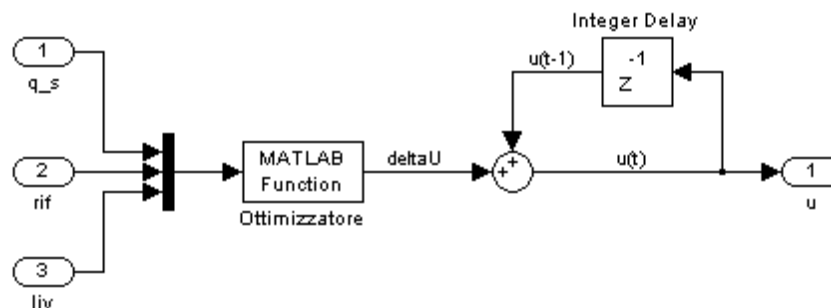 Integer Delay
1
q_s
u(t-1)
-1
Z
2
rif
MATLAB
Function
Ottimizzatore
deltaU
+
+
u(t)
1
u
3
liv